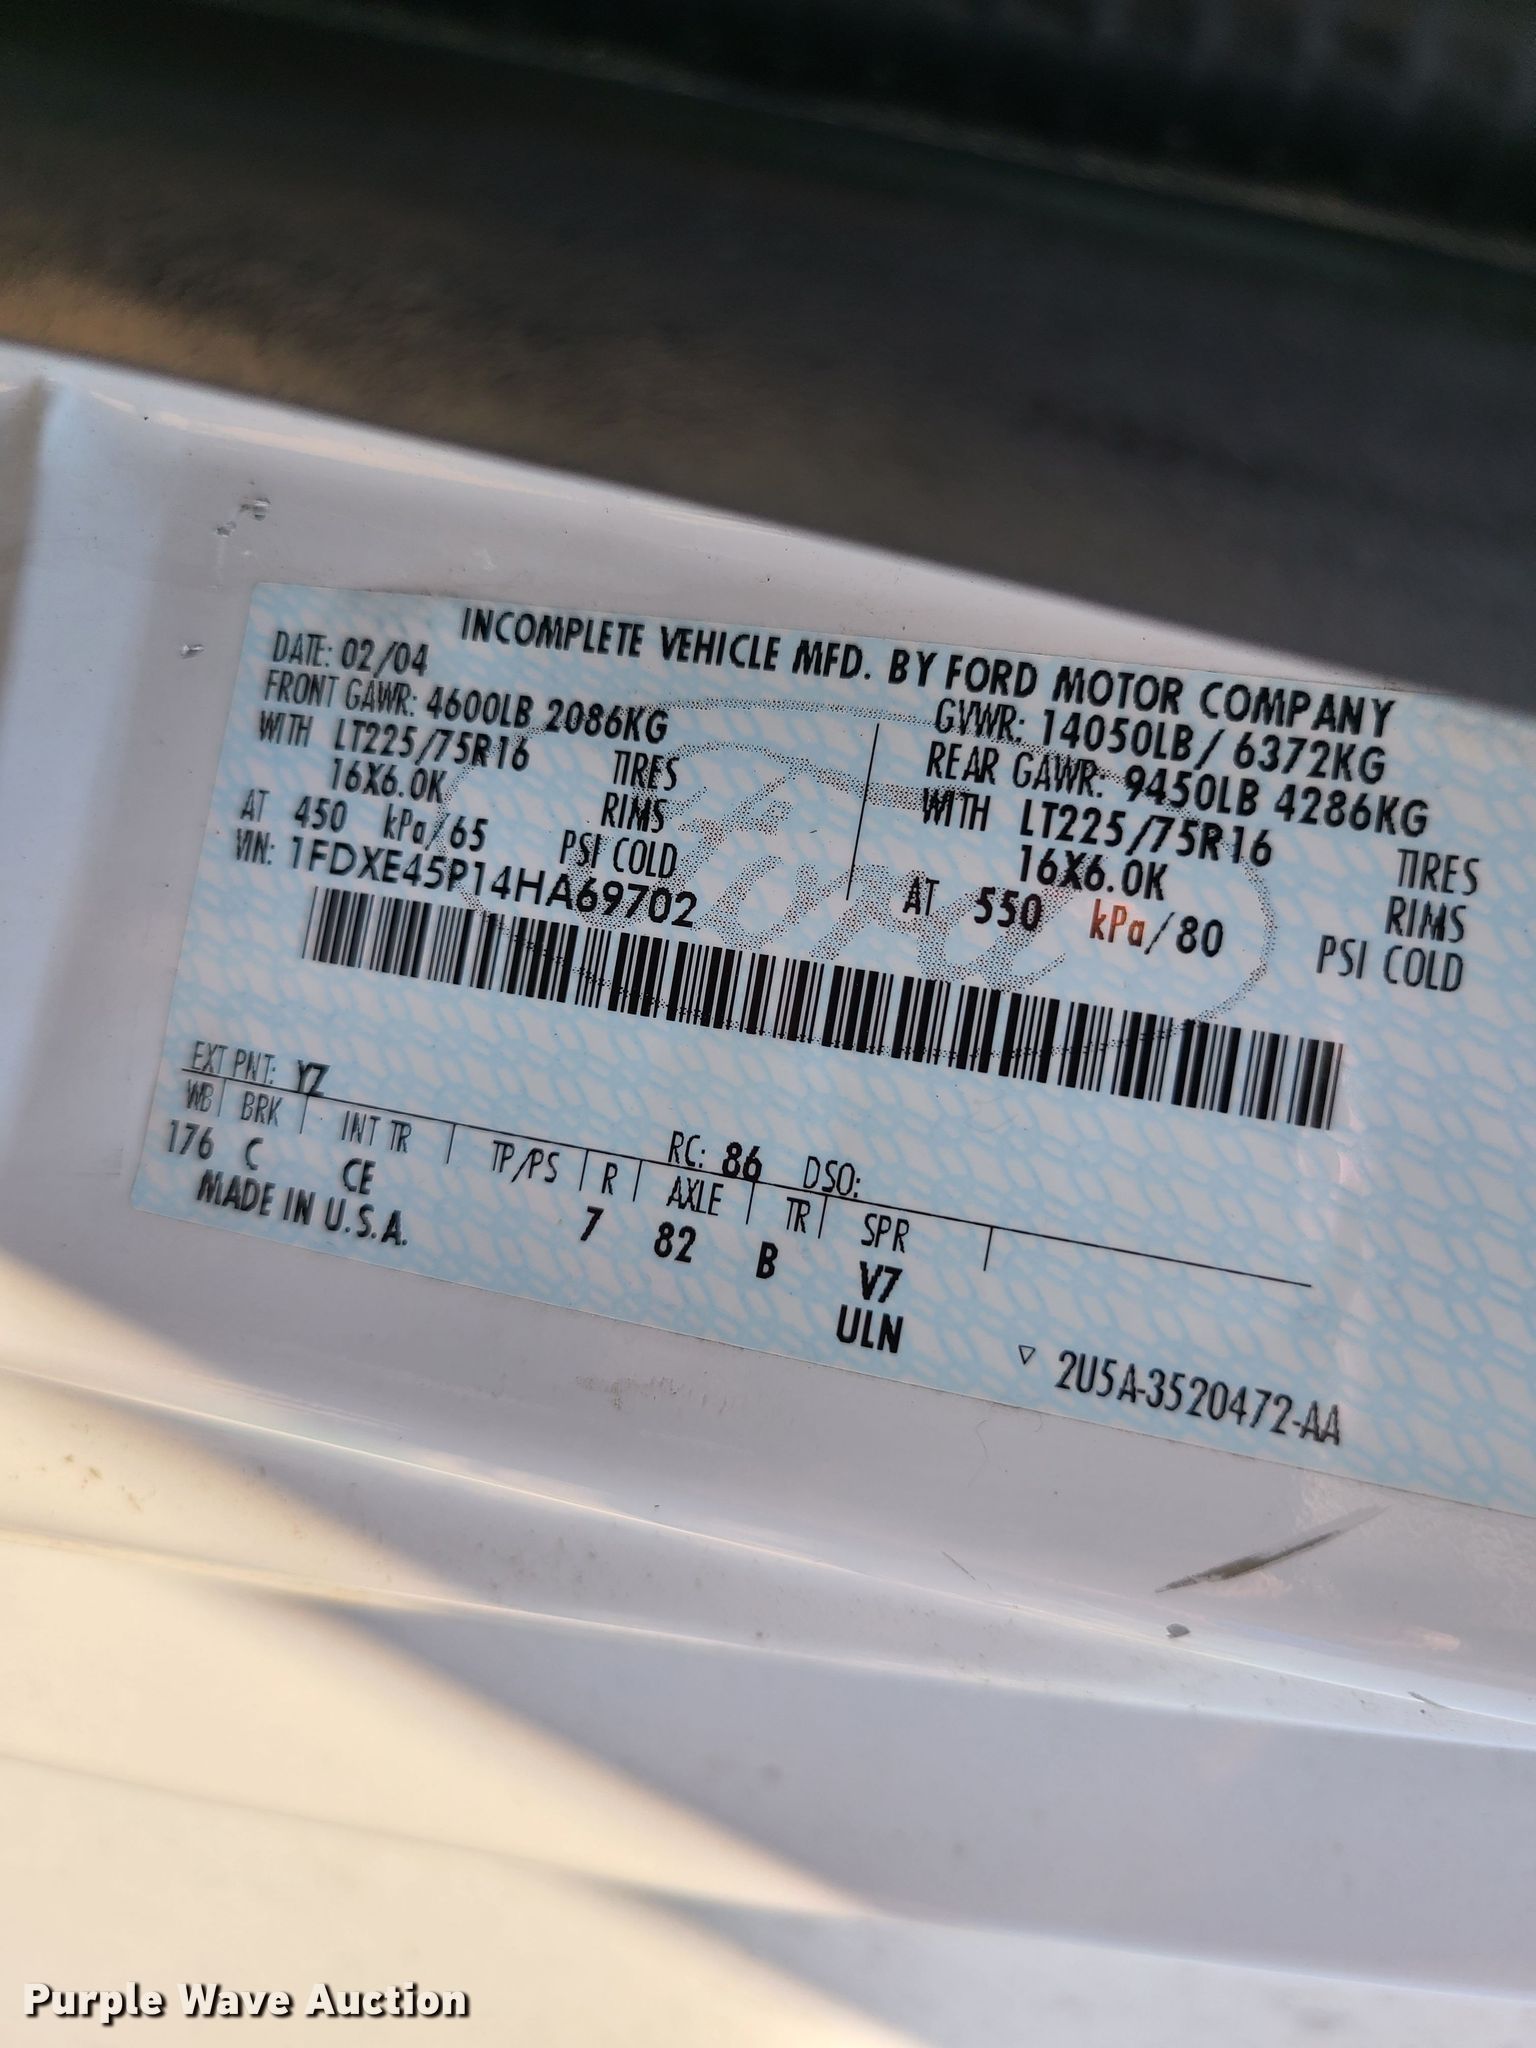 INCOMPLETE VEHICLE MFD. BY FORD MOTOR COMPANY
DATE: 02/04
GVWR: 14050LB/ 6372KG
FRONT GAWR: 4600LB 2086KG
REAR GAWR: 9450LB 4286KG
WITH LT225/75R16 TIRES
WITH LT225/75R16 TIRES
16X6.0K RIMS
16X6.0K RIMS
AT 450 kPa/65 PSI COLD
AT 550 kPa/80 PSI COLD
VIN: 1FDXE45P14HA69702
Ford
EXT PNT: YZ RC: 86 DSO:
WB BRK INT TR TP/PS R AXLE TR SPR
176 C CE 7 82 B V7
MADE IN U.S.A. ULN
▽ 2U5A-3520472-AA
Purple Wave Auction